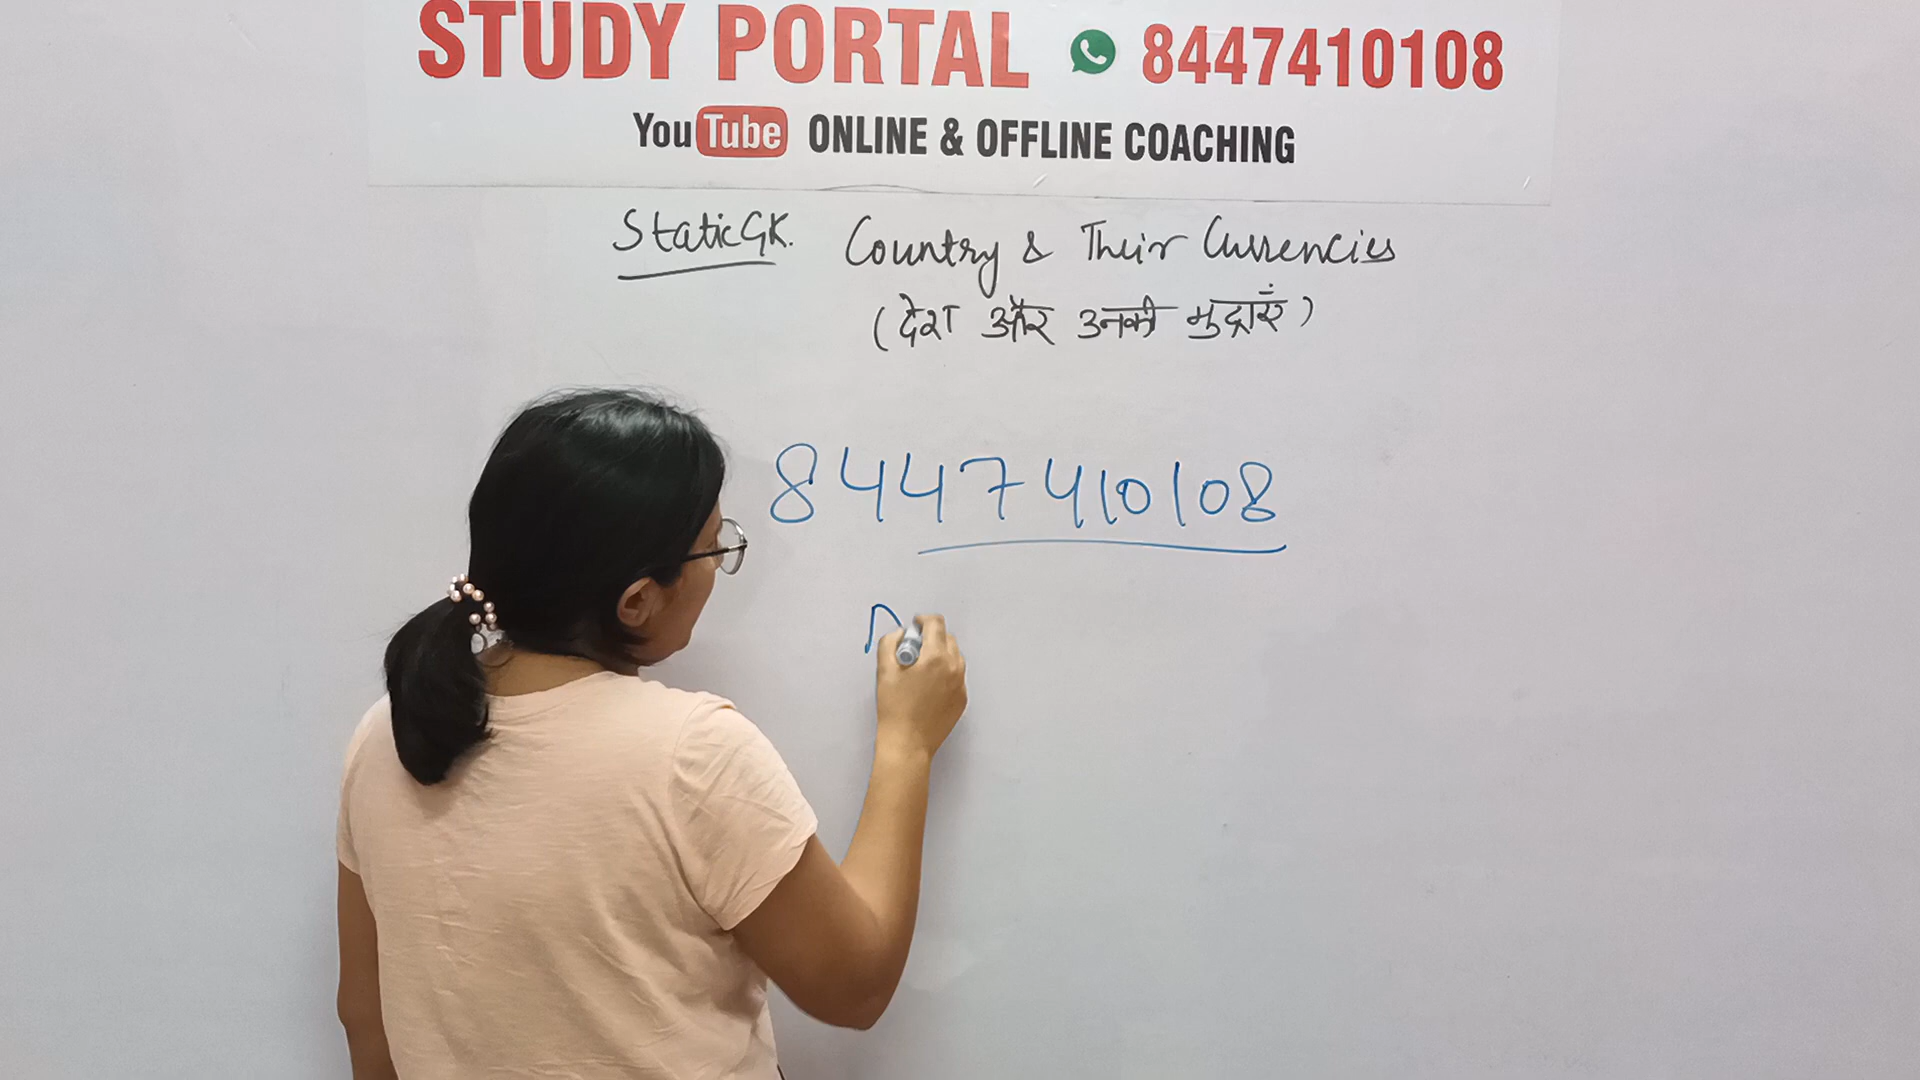 STUDY PORTAL 8447410108
YouTube ONLINE & OFFLINE COACHING
Static GK. Country & Their Currencies
(देश और उनकी मुद्राएं)
8447410108